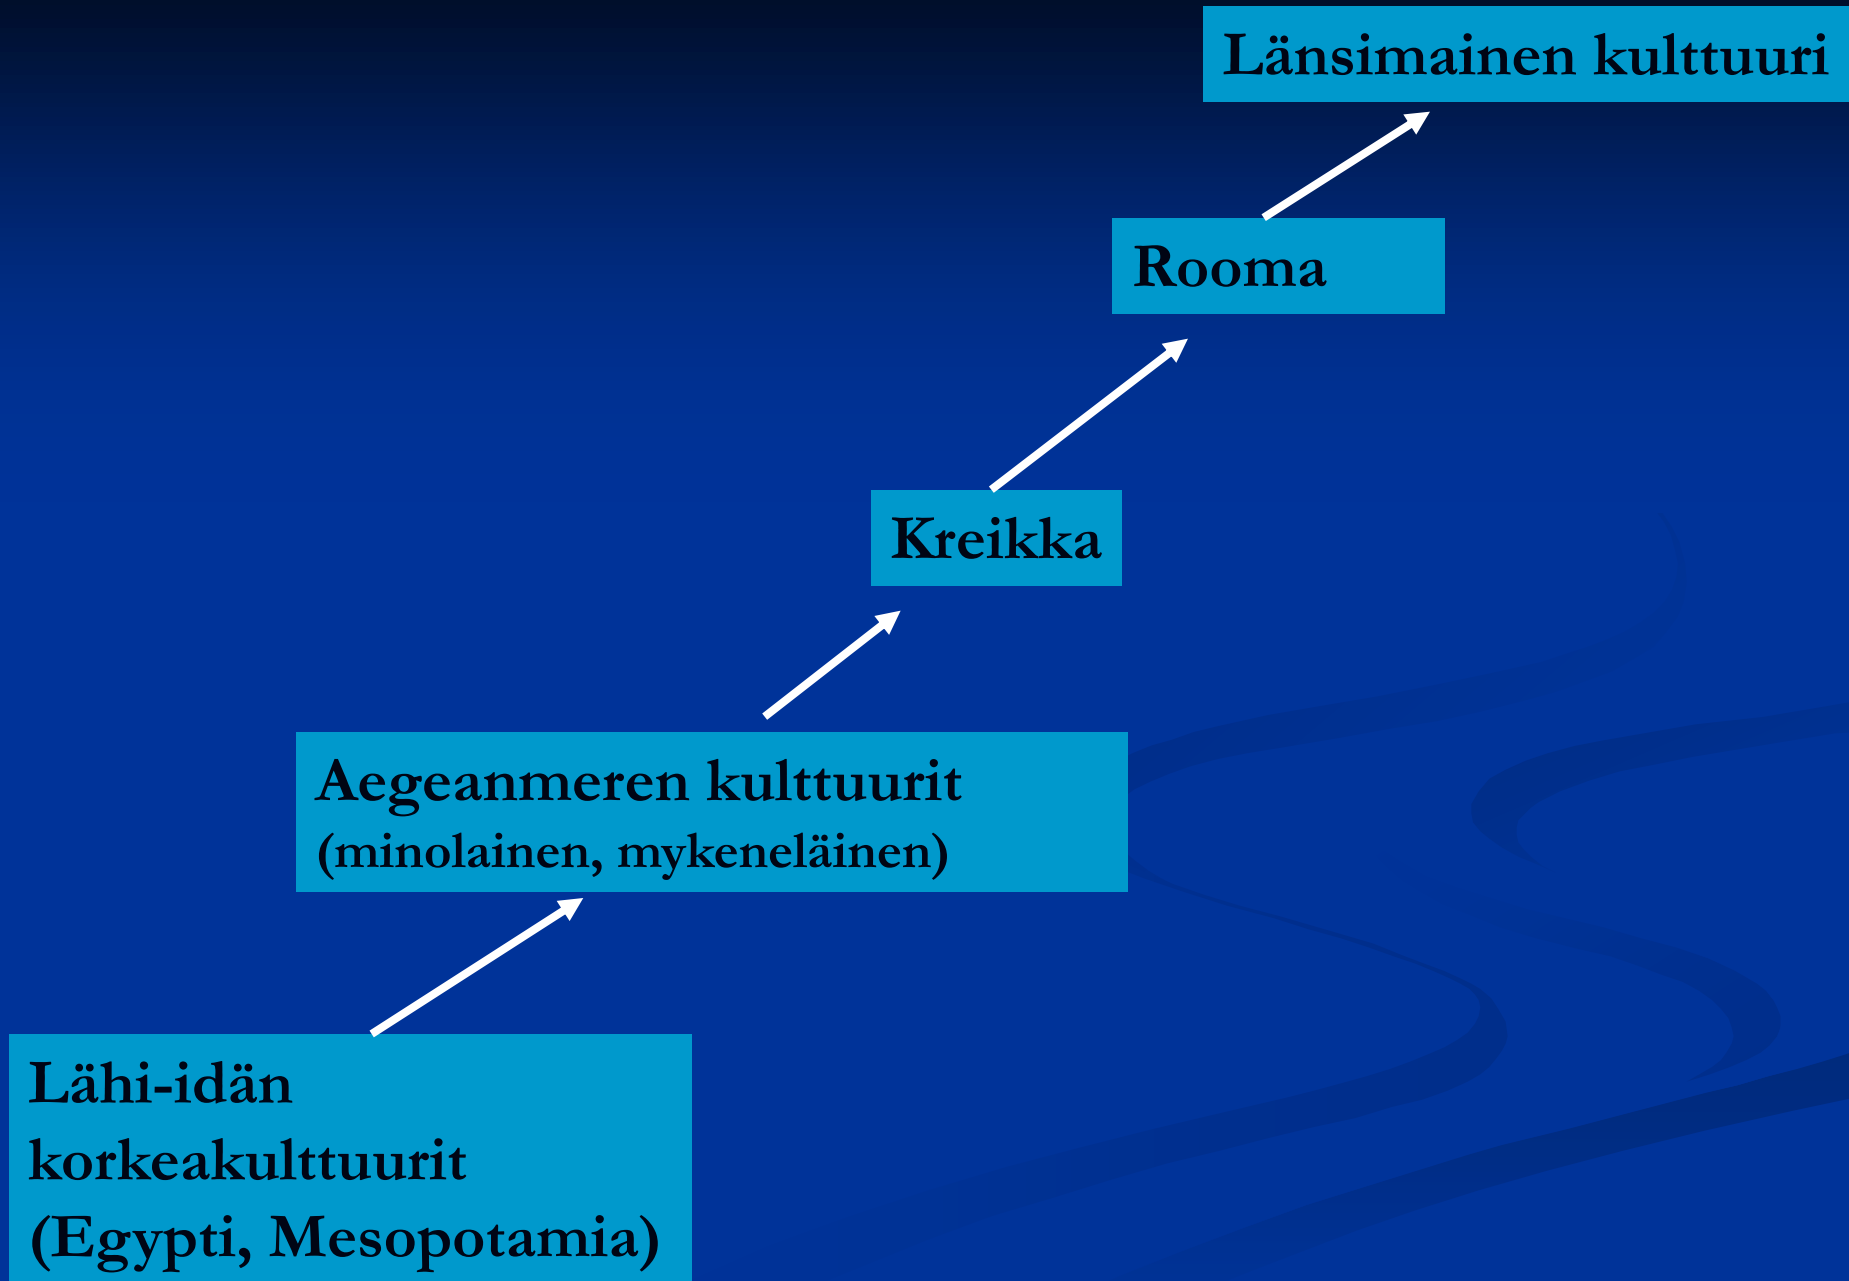 Länsimainen kulttuuri
Rooma
Kreikka
Aegeanmeren kulttuurit
(minolainen, mykeneläinen)
Lähi-idän
korkeakulttuurit
(Egypti, Mesopotamia)